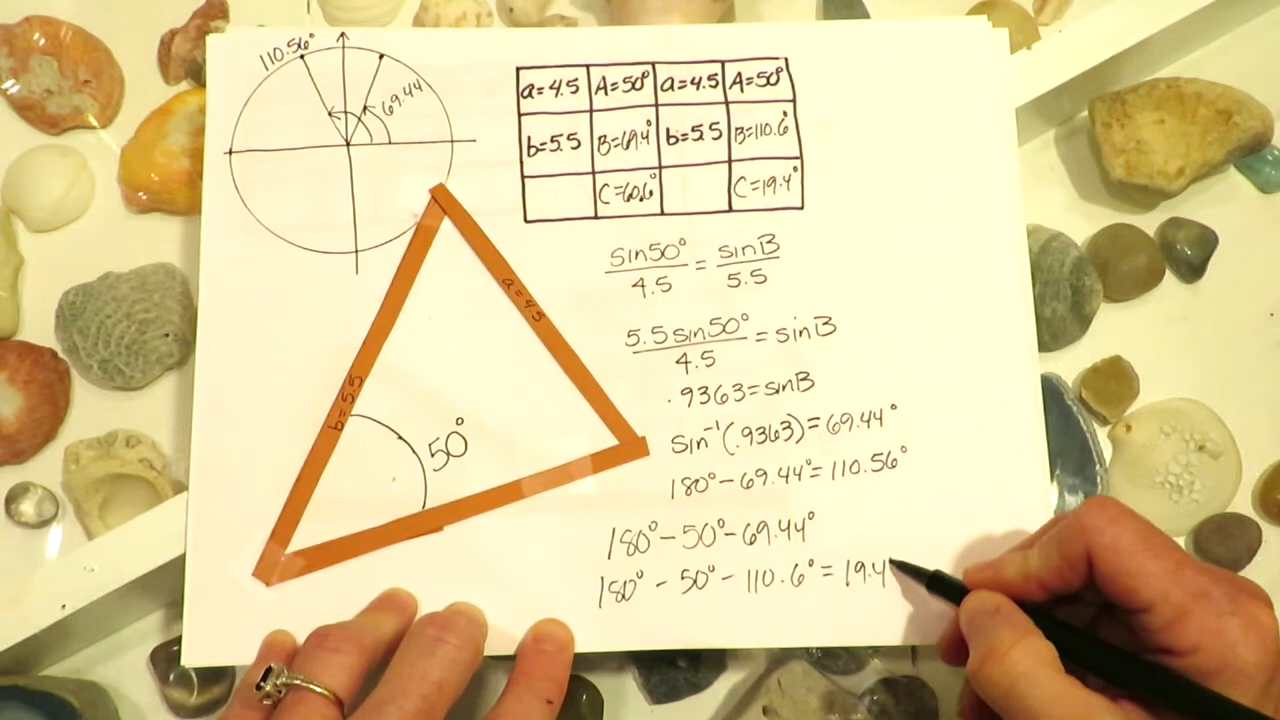 110.56°
69.44
a=4.5 A=50° a=4.5 A=50°
b=5.5 B=69.4° b=5.5 B=110.6°
C=60.6° C=19.4°
sin50°/4.5 = sinB/5.5
5.5sin50°/4.5 = sinB
.9363=sinB
sin⁻¹(.9363)=69.44°
180°-69.44°=110.56°
180°-50°-69.44°
180°-50°-110.6°=19.4
a=4.5
b=5.5
50°